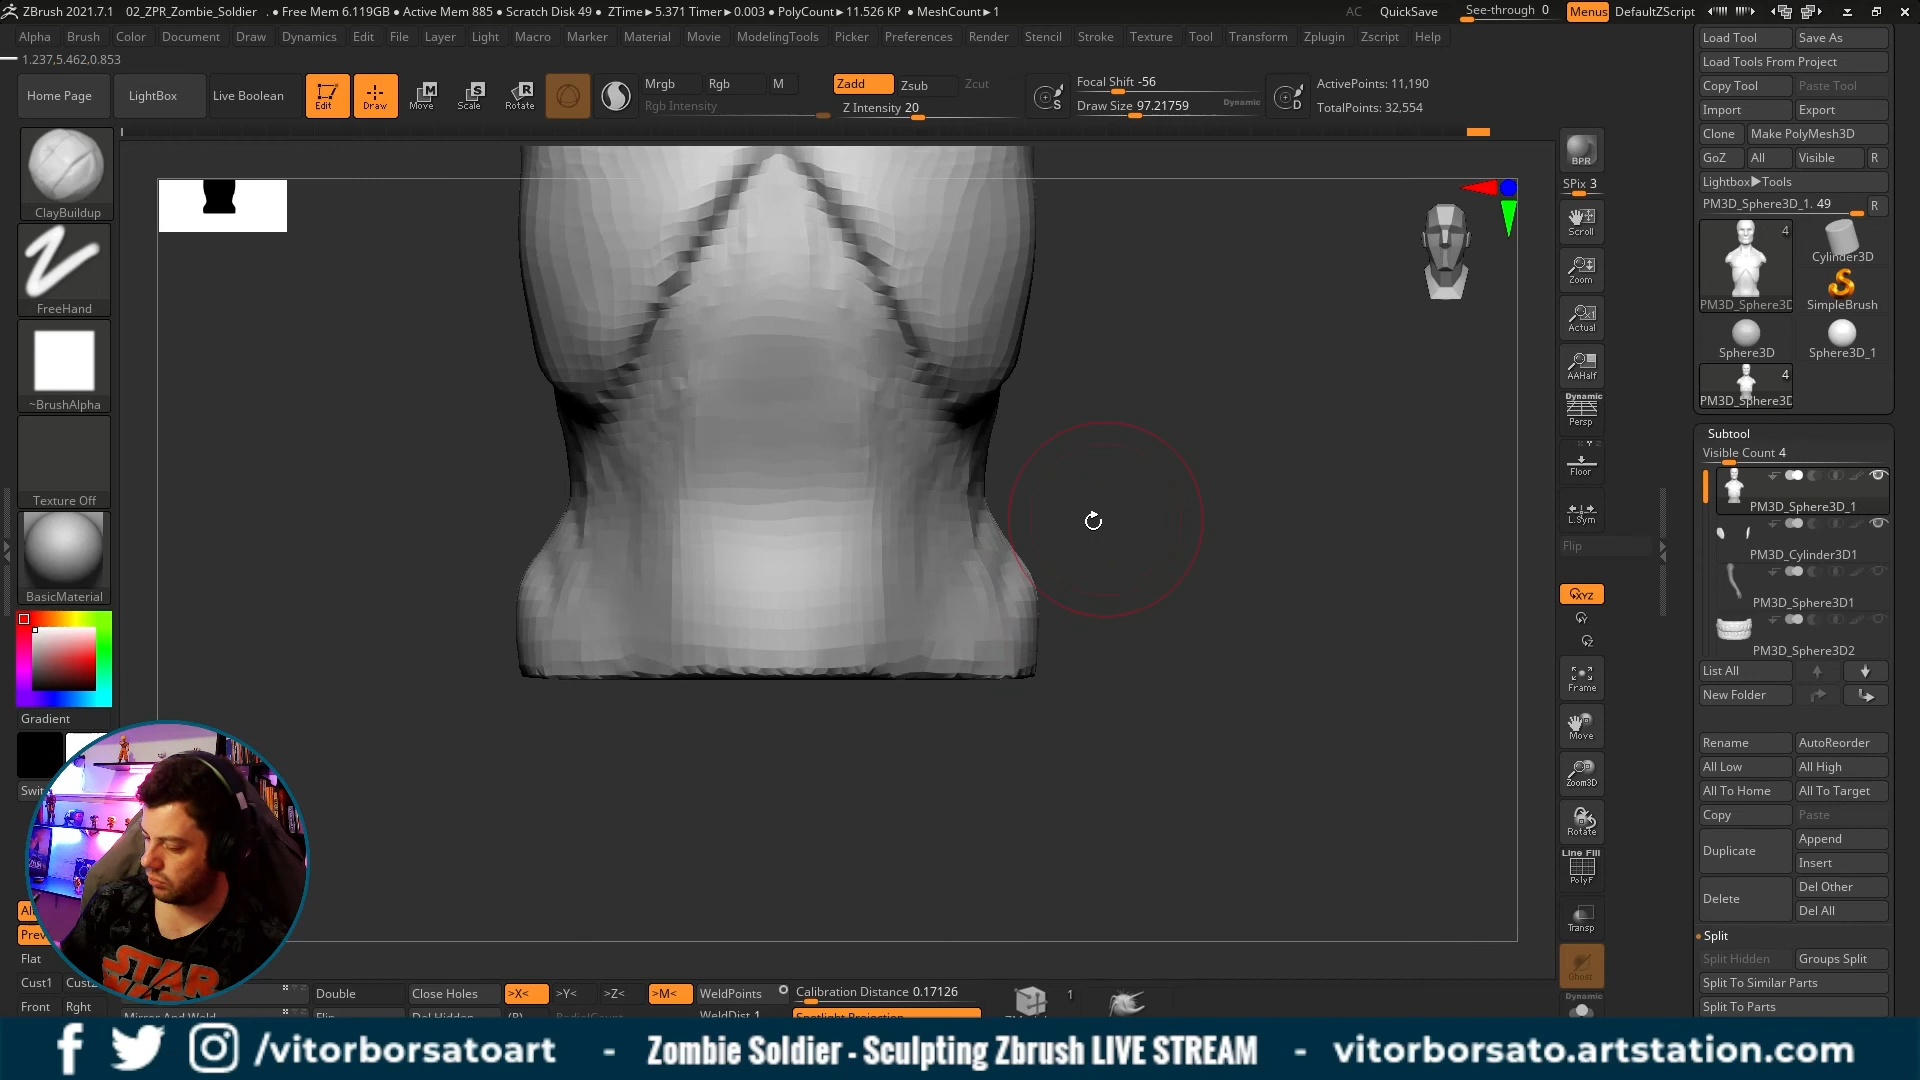 ZBrush 2021.7.1 02_ZPR_Zombie_Soldier . • Free Mem 6.119GB • Active Mem 885 • Scratch Disk 49 • ZTime►5.371 Timer►0.003 • PolyCount►11.526 KP • MeshCount►1 AC QuickSave See-through 0 Menus DefaultZScript
Alpha Brush Color Document Draw Dynamics Edit File Layer Light Macro Marker Material Movie ModelingTools Picker Preferences Render Stencil Stroke Texture Tool Transform Zplugin Zscript Help
1.237,5.462,0.853
Home Page LightBox Live Boolean Edit Draw Move Scale Rotate
Mrgb Rgb M
Rgb Intensity
Zadd Zsub Zcut
Z Intensity 20
Focal Shift -56
Draw Size 97.21759 Dynamic
ActivePoints: 11,190
TotalPoints: 32,554
ClayBuildup
FreeHand
~BrushAlpha
Texture Off
BasicMaterial
Gradient
Flat
Cust1
Front Rght
BPR
SPix 3
Scroll
Zoom
Actual
AAHalf
Dynamic
Persp
Floor
L.Sym
Flip
XYZ
Frame
Move
Zoom3D
Rotate
Line Fill
PolyF
Transp
Ghost
Dynamic
Load Tool Save As
Load Tools From Project
Copy Tool Paste Tool
Import Export
Clone Make PolyMesh3D
GoZ All Visible R
Lightbox►Tools
PM3D_Sphere3D_1. 49 R
4
PM3D_Sphere3D Cylinder3D
SimpleBrush
Sphere3D Sphere3D_1
4
PM3D_Sphere3D
Subtool
Visible Count 4
PM3D_Sphere3D_1
PM3D_Cylinder3D1
PM3D_Sphere3D1
PM3D_Sphere3D2
List All
New Folder
Rename AutoReorder
All Low All High
All To Home All To Target
Copy Paste
Duplicate Append
Insert
Delete Del Other
Del All
Split
Split Hidden Groups Split
Split To Similar Parts
Split To Parts
Double Close Holes >X< >Y< >Z< >M< WeldPoints Calibration Distance 0.17126 1
STAR
/vitorborsatoart - Zombie Soldier - Sculpting Zbrush LIVE STREAM - vitorborsato.artstation.com